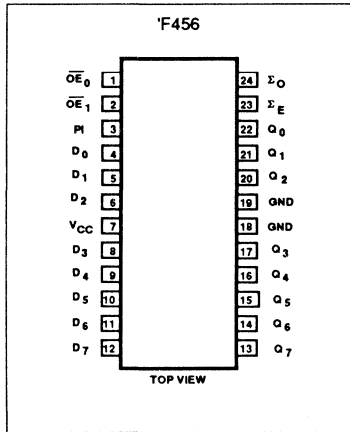 'F456
OE0 1 24 ΣO
OE1 2 23 ΣE
PI 3 22 Q0
D0 4 21 Q1
D1 5 20 Q2
D2 6 19 GND
VCC 7 18 GND
D3 8 17 Q3
D4 9 16 Q4
D5 10 15 Q5
D6 11 14 Q6
D7 12 13 Q7
TOP VIEW